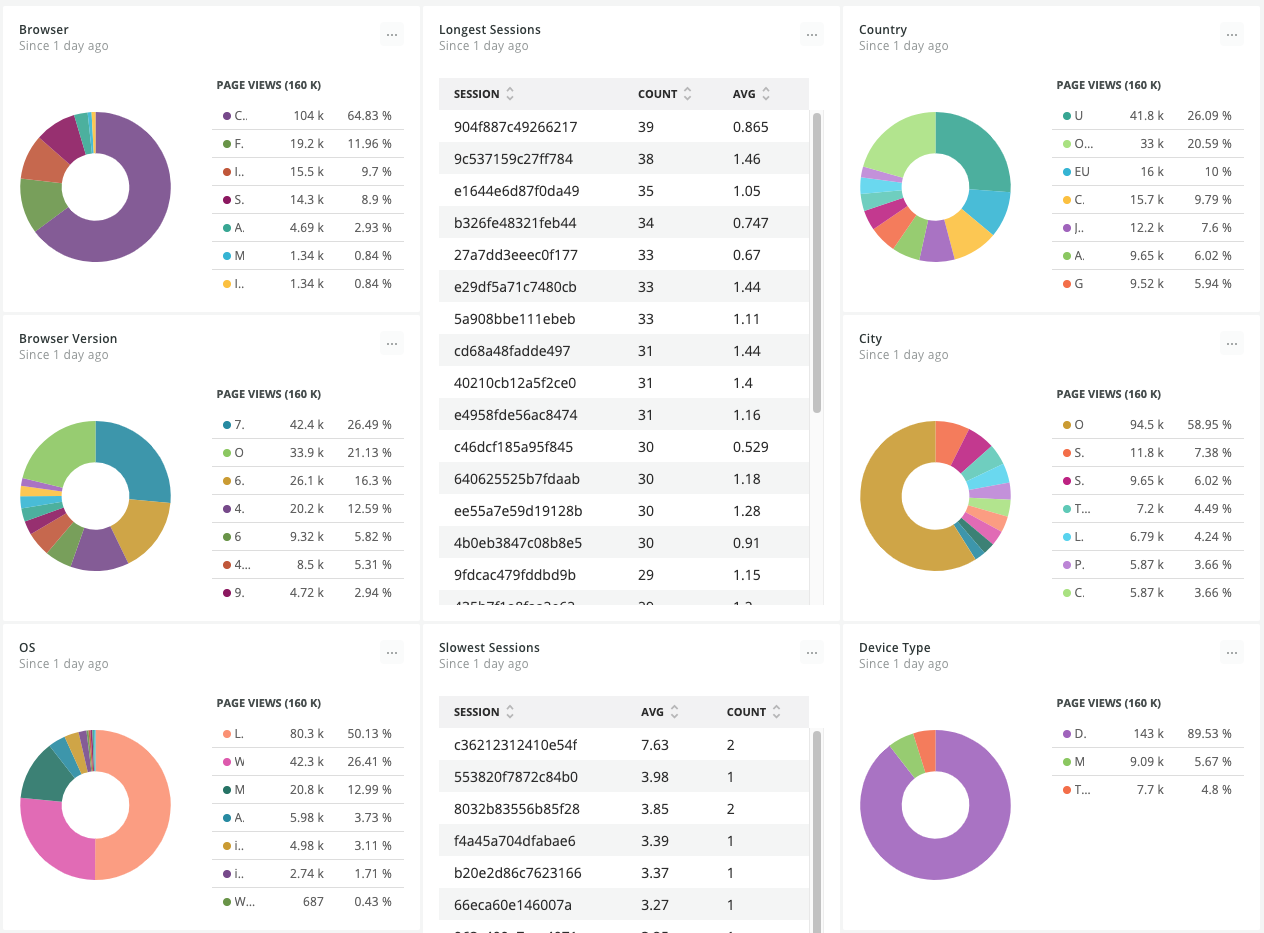 Browser
Since 1 day ago
...
PAGE VIEWS (160 K)
C.. 104 k 64.83 %
F. 19.2 k 11.96 %
I.. 15.5 k 9.7 %
S. 14.3 k 8.9 %
A. 4.69 k 2.93 %
M 1.34 k 0.84 %
I.. 1.34 k 0.84 %
Longest Sessions
Since 1 day ago
...
SESSION COUNT AVG
904f887c49266217 39 0.865
9c537159c27ff784 38 1.46
e1644e6d87f0da49 35 1.05
b326fe48321feb44 34 0.747
27a7dd3eeec0f177 33 0.67
e29df5a71c7480cb 33 1.44
5a908bbe111ebeb 33 1.11
cd68a48fadde497 31 1.44
40210cb12a5f2ce0 31 1.4
e4958fde56ac8474 31 1.16
c46dcf185a95f845 30 0.529
640625525b7fdaab 30 1.18
ee55a7e59d19128b 30 1.28
4b0eb3847c08b8e5 30 0.91
9fdcac479fddbd9b 29 1.15
Country
Since 1 day ago
...
PAGE VIEWS (160 K)
U 41.8 k 26.09 %
O... 33 k 20.59 %
EU 16 k 10 %
C. 15.7 k 9.79 %
J.. 12.2 k 7.6 %
A. 9.65 k 6.02 %
G 9.52 k 5.94 %
Browser Version
Since 1 day ago
...
PAGE VIEWS (160 K)
7. 42.4 k 26.49 %
O 33.9 k 21.13 %
6. 26.1 k 16.3 %
4. 20.2 k 12.59 %
6 9.32 k 5.82 %
4... 8.5 k 5.31 %
9. 4.72 k 2.94 %
City
Since 1 day ago
...
PAGE VIEWS (160 K)
O 94.5 k 58.95 %
S. 11.8 k 7.38 %
S. 9.65 k 6.02 %
T... 7.2 k 4.49 %
L. 6.79 k 4.24 %
P. 5.87 k 3.66 %
C. 5.87 k 3.66 %
OS
Since 1 day ago
...
PAGE VIEWS (160 K)
L. 80.3 k 50.13 %
W 42.3 k 26.41 %
M 20.8 k 12.99 %
A. 5.98 k 3.73 %
i.. 4.98 k 3.11 %
i.. 2.74 k 1.71 %
W... 687 0.43 %
Slowest Sessions
Since 1 day ago
...
SESSION AVG COUNT
c36212312410e54f 7.63 2
553820f7872c84b0 3.98 1
8032b83556b85f28 3.85 2
f4a45a704dfabae6 3.39 1
b20e2d86c7623166 3.37 1
66eca60e146007a 3.27 1
Device Type
Since 1 day ago
...
PAGE VIEWS (160 K)
D. 143 k 89.53 %
M 9.09 k 5.67 %
T... 7.7 k 4.8 %